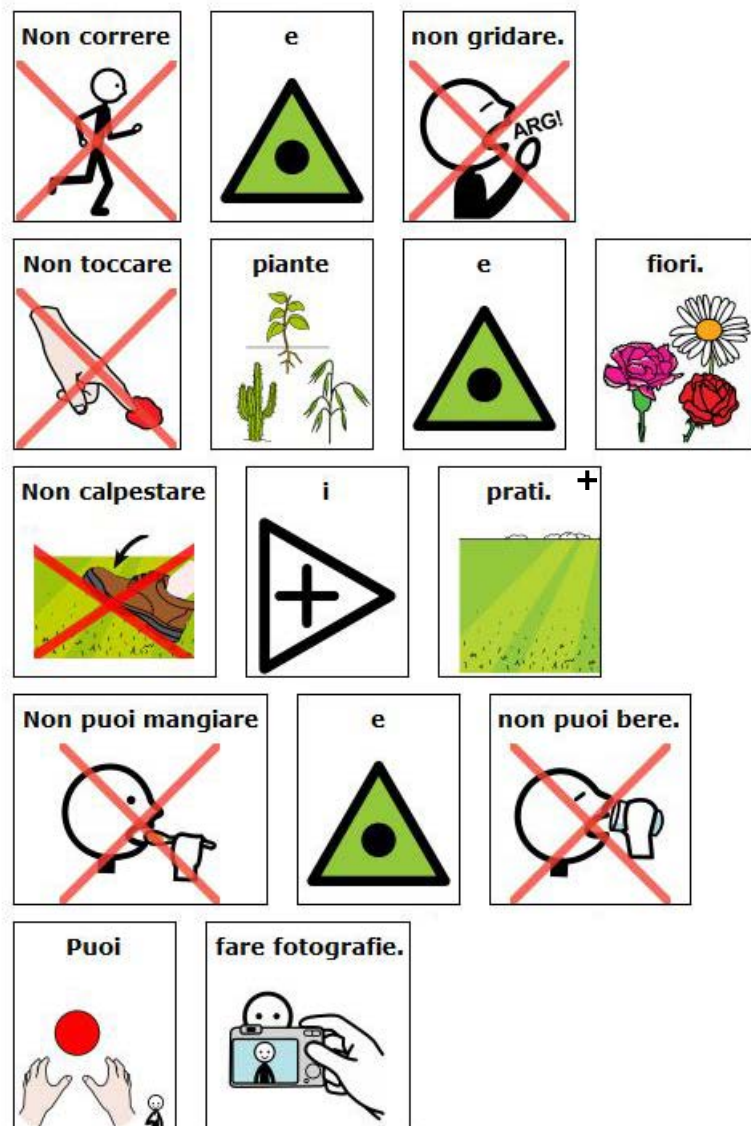 Non correre e non gridare.
ARG!
Non toccare piante e fiori.
Non calpestare i prati.
Non puoi mangiare e non puoi bere.
Puoi fare fotografie.